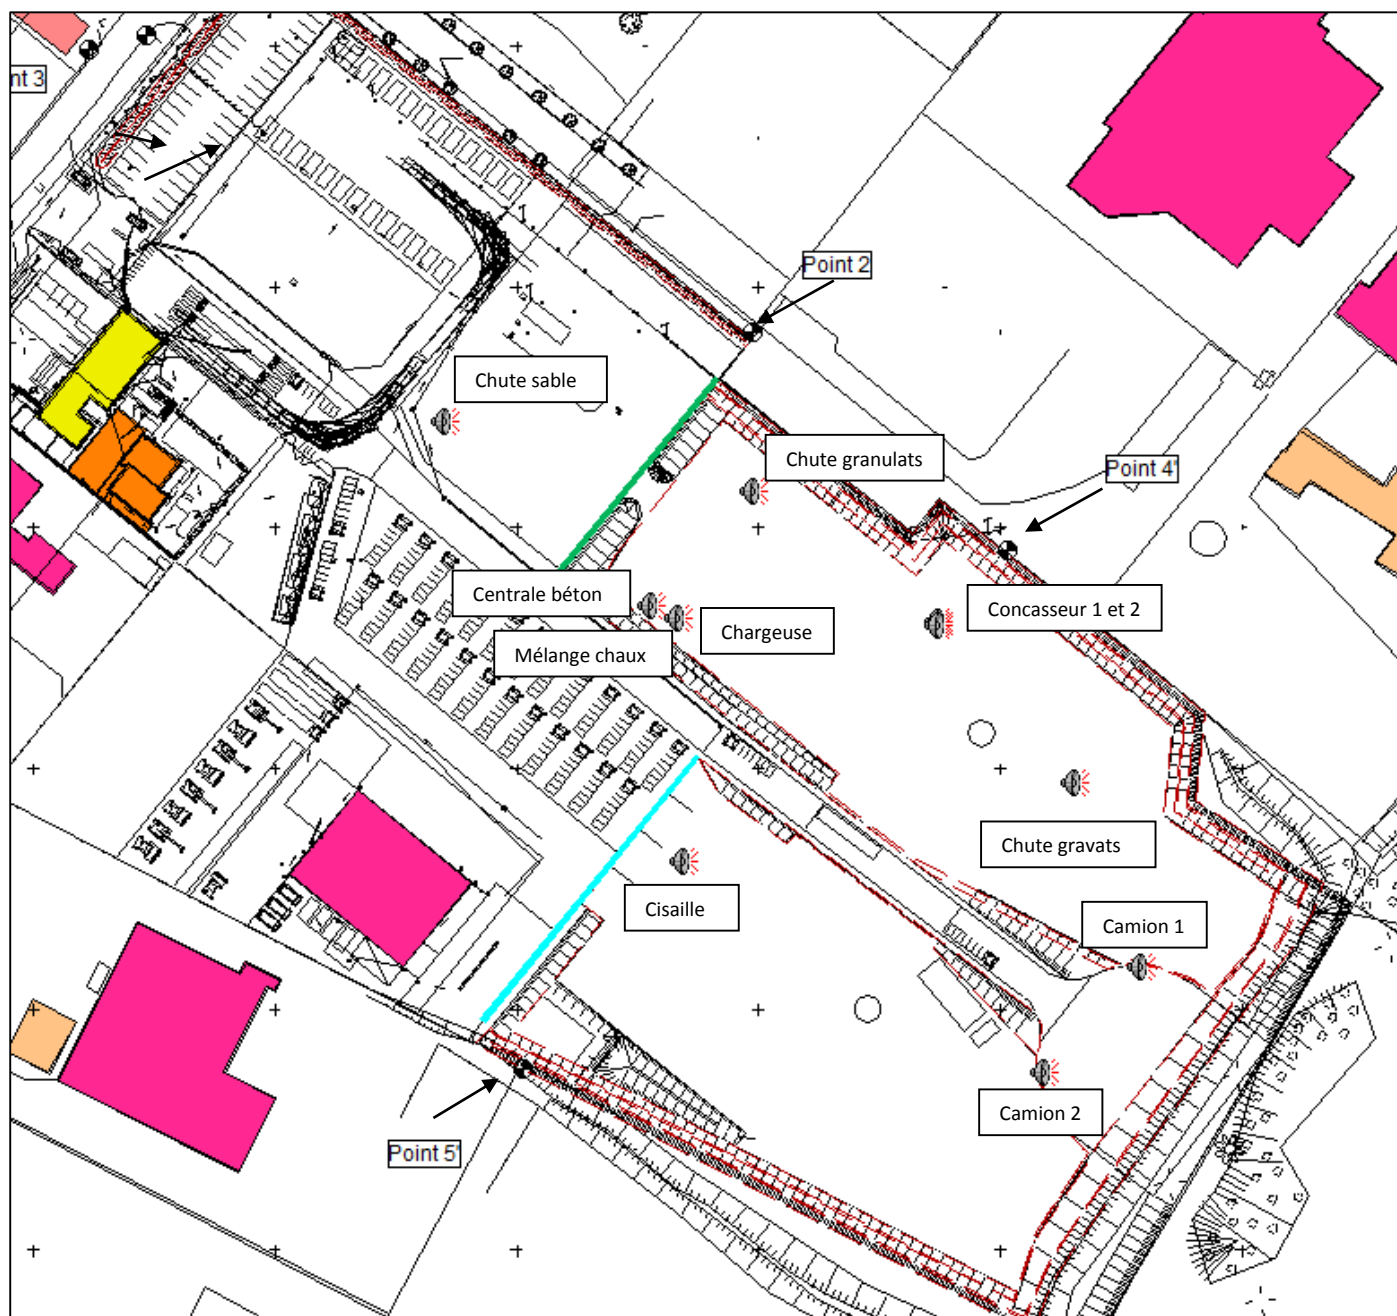 nt 3
Point 2
Chute sable
Chute granulats
Point 4'
Centrale béton
Concasseur 1 et 2
Chargeuse
Mélange chaux
Chute gravats
Cisaille
Camion 1
Camion 2
Point 5'